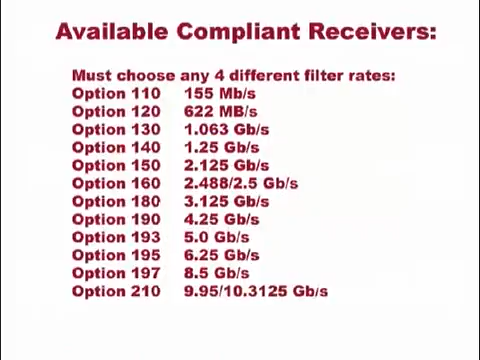 Available Compliant Receivers:
Must choose any 4 different filter rates:
Option 110 155 Mb/s
Option 120 622 MB/s
Option 130 1.063 Gb/s
Option 140 1.25 Gb/s
Option 150 2.125 Gb/s
Option 160 2.488/2.5 Gb/s
Option 180 3.125 Gb/s
Option 190 4.25 Gb/s
Option 193 5.0 Gb/s
Option 195 6.25 Gb/s
Option 197 8.5 Gb/s
Option 210 9.95/10.3125 Gb/s